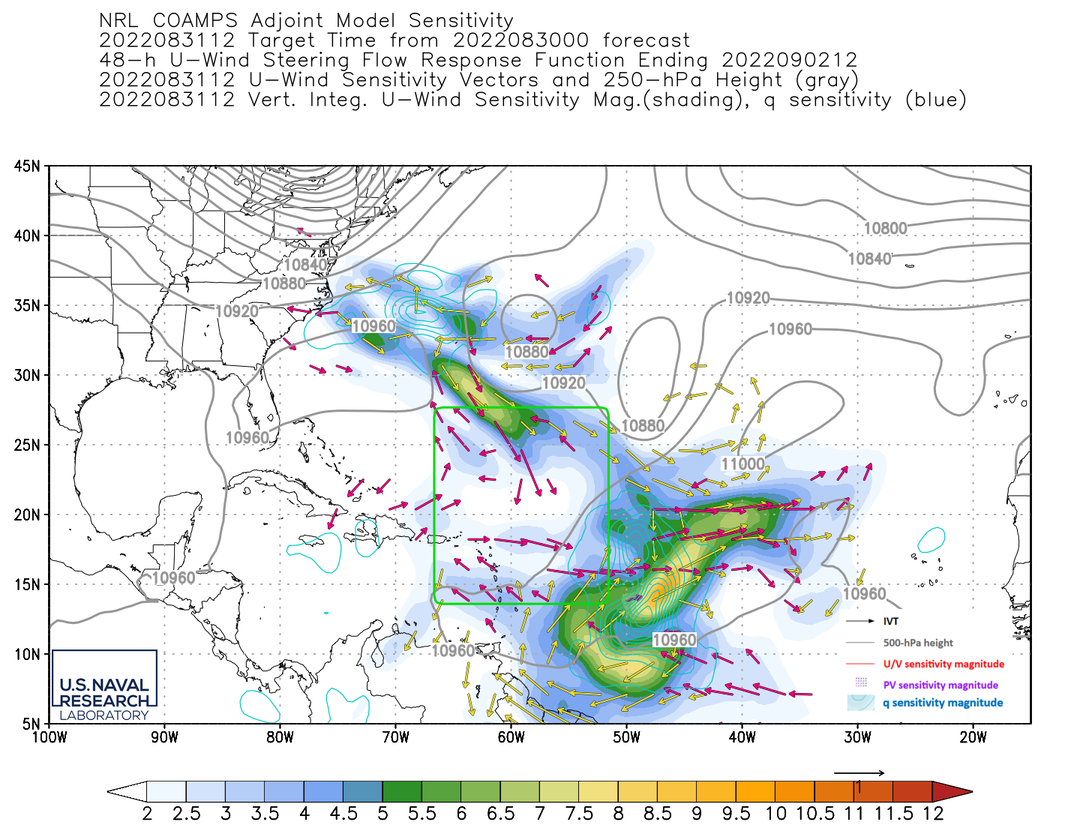 NRL COAMPS Adjoint Model Sensitivity
2022083112 Target Time from 2022083000 forecast
48-h U-Wind Steering Flow Response Function Ending 2022090212
2022083112 U-Wind Sensitivity Vectors and 250-hPa Height (gray)
2022083112 Vert. Integ. U-Wind Sensitivity Mag.(shading), q sensitivity (blue)
45N
40N
10800
10840
10840
10880
35N
10920
10920
10960
10960
10880
30N
10920
10880
25N
10960
11000
20N
15N
10960
10960
10960
IVT
10N
10960
500-hPa height
U/V sensitivity magnitude
PV sensitivity magnitude
q sensitivity magnitude
U.S. NAVAL
RESEARCH
LABORATORY
5N
100W 90W 80W 70W 60W 50W 40W 30W 20W
1
2 2.5 3 3.5 4 4.5 5 5.5 6 6.5 7 7.5 8 8.5 9 9.5 10 10.5 11 11.5 12